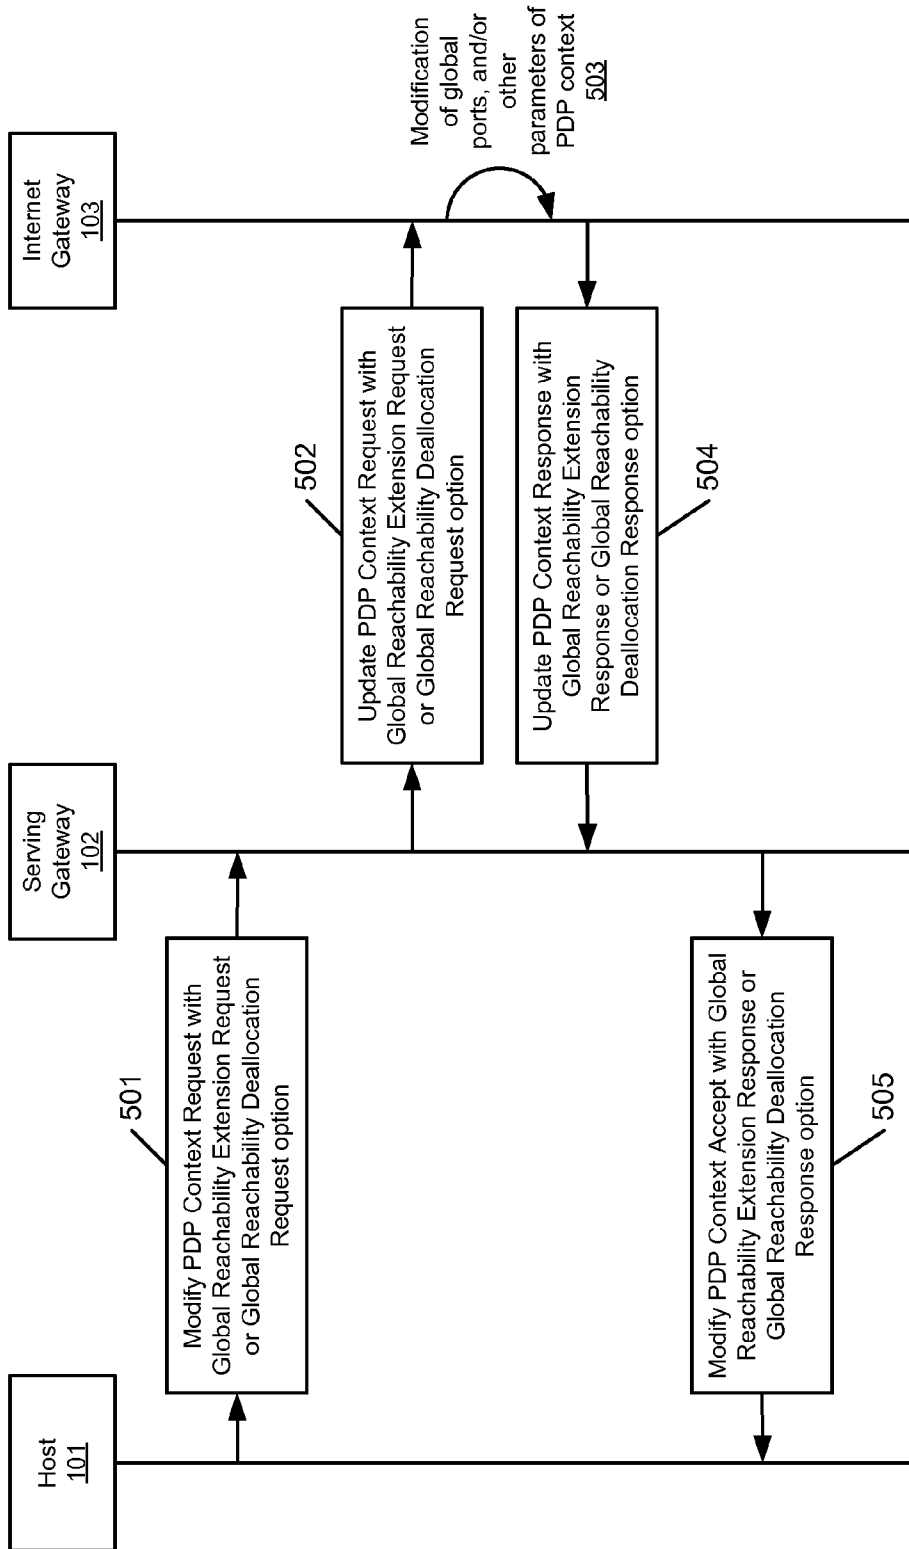 Host
101
Serving
Gateway
102
Internet
Gateway
103
501
Modify PDP Context Request with
Global Reachability Extension Request
or Global Reachability Deallocation
Request option
502
Update PDP Context Request with
Global Reachability Extension Request
or Global Reachability Deallocation
Request option
Modification
of global
ports, and/or
other
parameters of
PDP context
503
Update PDP Context Response with
Global Reachability Extension
Response or Global Reachability
Deallocation Response option
504
Modify PDP Context Accept with Global
Reachability Extension Response or
Global Reachability Deallocation
Response option
505